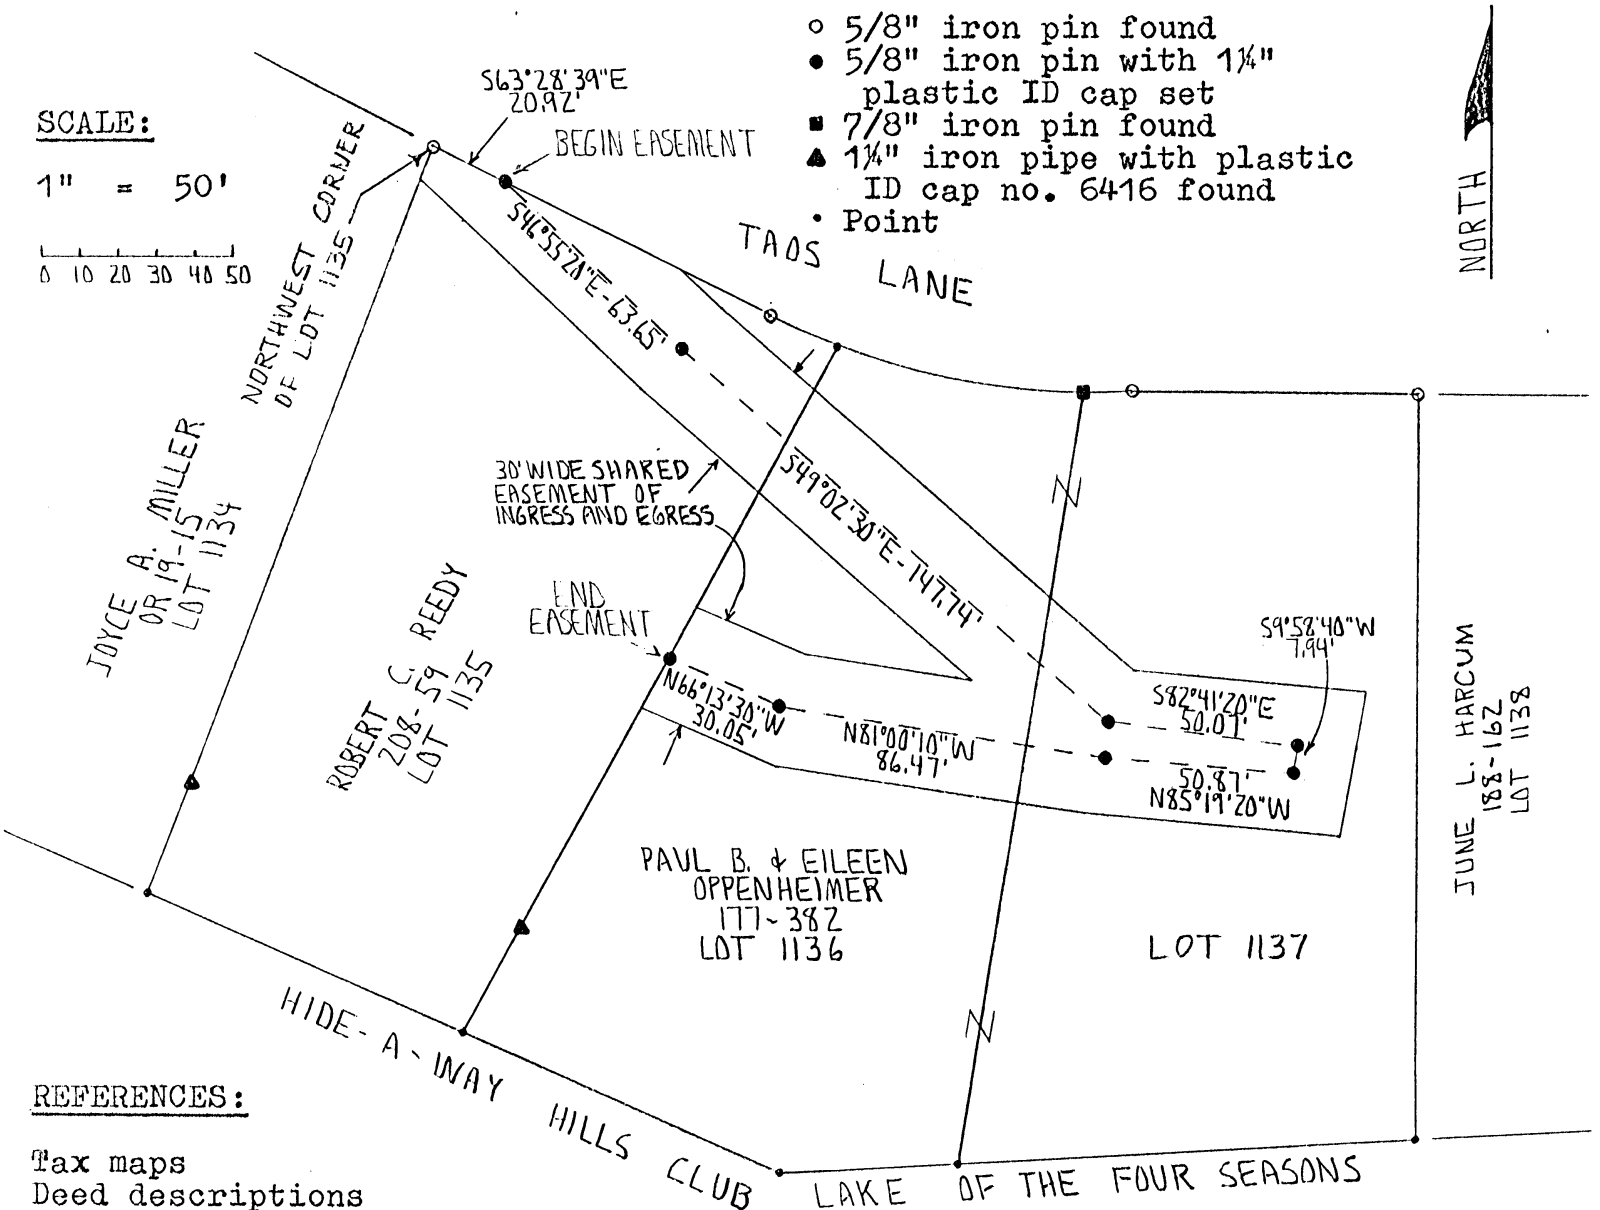 ○ 5/8" iron pin found
● 5/8" iron pin with 1¼"
plastic ID cap set
■ 7/8" iron pin found
▲ 1¼" iron pipe with plastic
ID cap no. 6416 found
• Point
NORTH
SCALE:
1" = 50'
0 10 20 30 40 50
S63°28'39"E
20.92'
BEGIN EASEMENT
NORTHWEST CORNER
OF LOT 1135
TAOS LANE
S46°55'20"E-63.65'
30' WIDE SHARED
EASEMENT OF
INGRESS AND EGRESS
S49°02'30"E-147.74'
JOYCE A. MILLER
OR 19-15
LOT 1134
ROBERT C. REEDY
208-59
LOT 1135
END
EASEMENT
N66°13'30"W
30.05'
N81°00'10"W
86.47'
S82°41'20"E
50.01'
S9°58'40"W
7.94'
50.87'
N85°19'20"W
JUNE L. HARCUM
188-162
LOT 1138
PAUL B. & EILEEN
OPPENHEIMER
177-382
LOT 1136
LOT 1137
HIDE-A-WAY HILLS CLUB
LAKE OF THE FOUR SEASONS
REFERENCES:
Tax maps
Deed descriptions